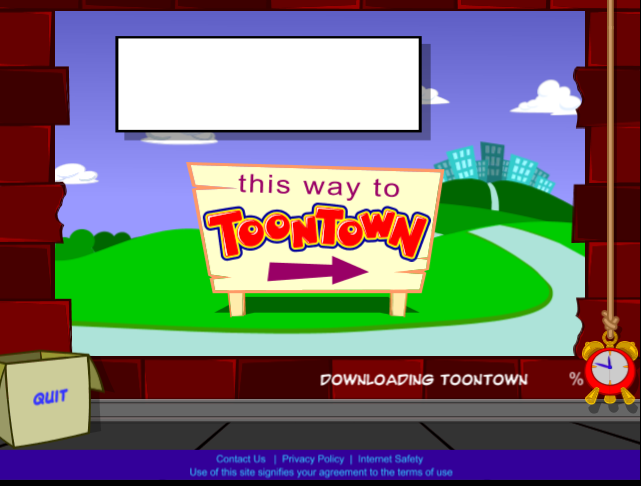 this way to
TOONTOWN
DOWNLOADING TOONTOWN %
QUIT
Contact Us | Privacy Policy | Internet Safety
Use of this site signifies your agreement to the terms of use